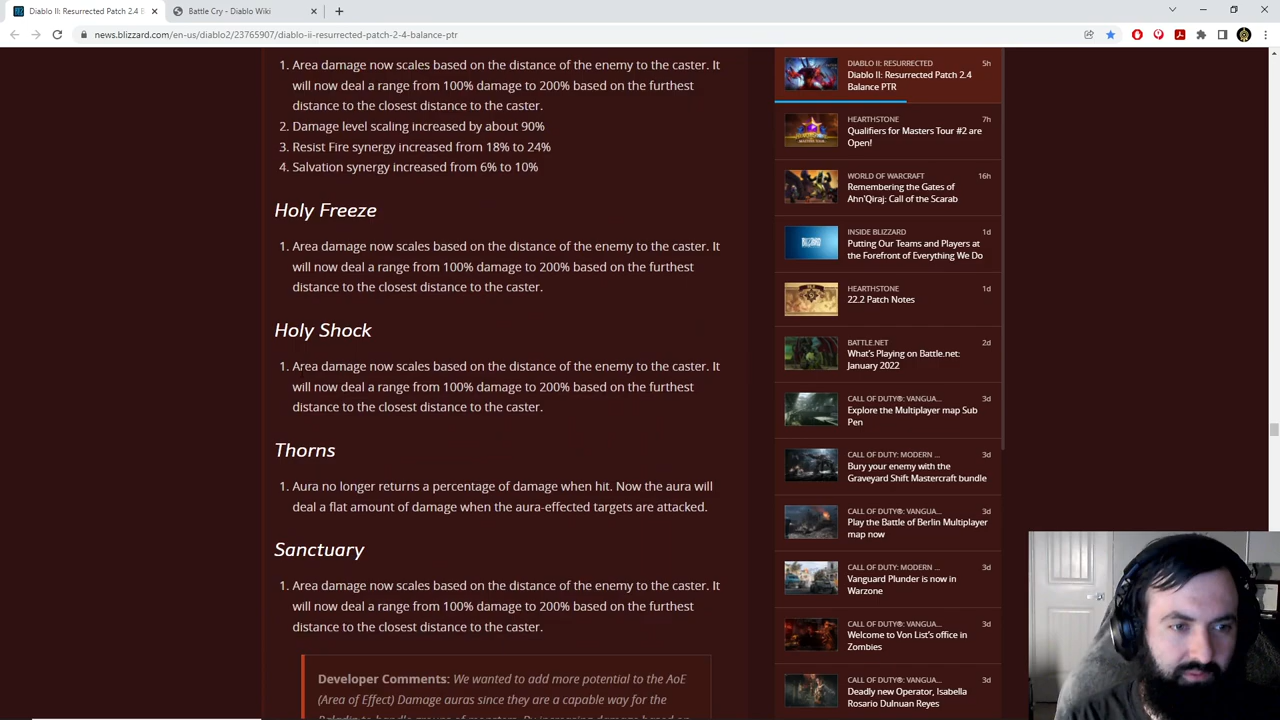 Diablo II: Resurrected Patch 2.4 B
Battle Cry - Diablo Wiki
news.blizzard.com/en-us/diablo2/23765907/diablo-ii-resurrected-patch-2-4-balance-ptr
1. Area damage now scales based on the distance of the enemy to the caster. It
will now deal a range from 100% damage to 200% based on the furthest
distance to the closest distance to the caster.
2. Damage level scaling increased by about 90%
3. Resist Fire synergy increased from 18% to 24%
4. Salvation synergy increased from 6% to 10%
Holy Freeze
1. Area damage now scales based on the distance of the enemy to the caster. It
will now deal a range from 100% damage to 200% based on the furthest
distance to the closest distance to the caster.
Holy Shock
1. Area damage now scales based on the distance of the enemy to the caster. It
will now deal a range from 100% damage to 200% based on the furthest
distance to the closest distance to the caster.
Thorns
1. Aura no longer returns a percentage of damage when hit. Now the aura will
deal a flat amount of damage when the aura-effected targets are attacked.
Sanctuary
1. Area damage now scales based on the distance of the enemy to the caster. It
will now deal a range from 100% damage to 200% based on the furthest
distance to the closest distance to the caster.
Developer Comments: We wanted to add more potential to the AoE
(Area of Effect) Damage auras since they are a capable way for the
Paladin to handle groups of monsters. By increasing damage based on
DIABLO II: RESURRECTED 5h
Diablo II: Resurrected Patch 2.4
Balance PTR
HEARTHSTONE 7h
Qualifiers for Masters Tour #2 are
Open!
WORLD OF WARCRAFT 16h
Remembering the Gates of
Ahn'Qiraj: Call of the Scarab
INSIDE BLIZZARD 1d
Putting Our Teams and Players at
the Forefront of Everything We Do
HEARTHSTONE 1d
22.2 Patch Notes
BATTLE.NET 2d
What's Playing on Battle.net:
January 2022
CALL OF DUTY®: VANGUA... 3d
Explore the Multiplayer map Sub
Pen
CALL OF DUTY: MODERN ... 3d
Bury your enemy with the
Graveyard Shift Mastercraft bundle
CALL OF DUTY®: VANGUA... 3d
Play the Battle of Berlin Multiplayer
map now
CALL OF DUTY: MODERN ... 3d
Vanguard Plunder is now in
Warzone
CALL OF DUTY®: VANGUA... 3d
Welcome to Von List's office in
Zombies
CALL OF DUTY®: VANGUA... 3d
Deadly new Operator, Isabella
Rosario Dulnuan Reyes